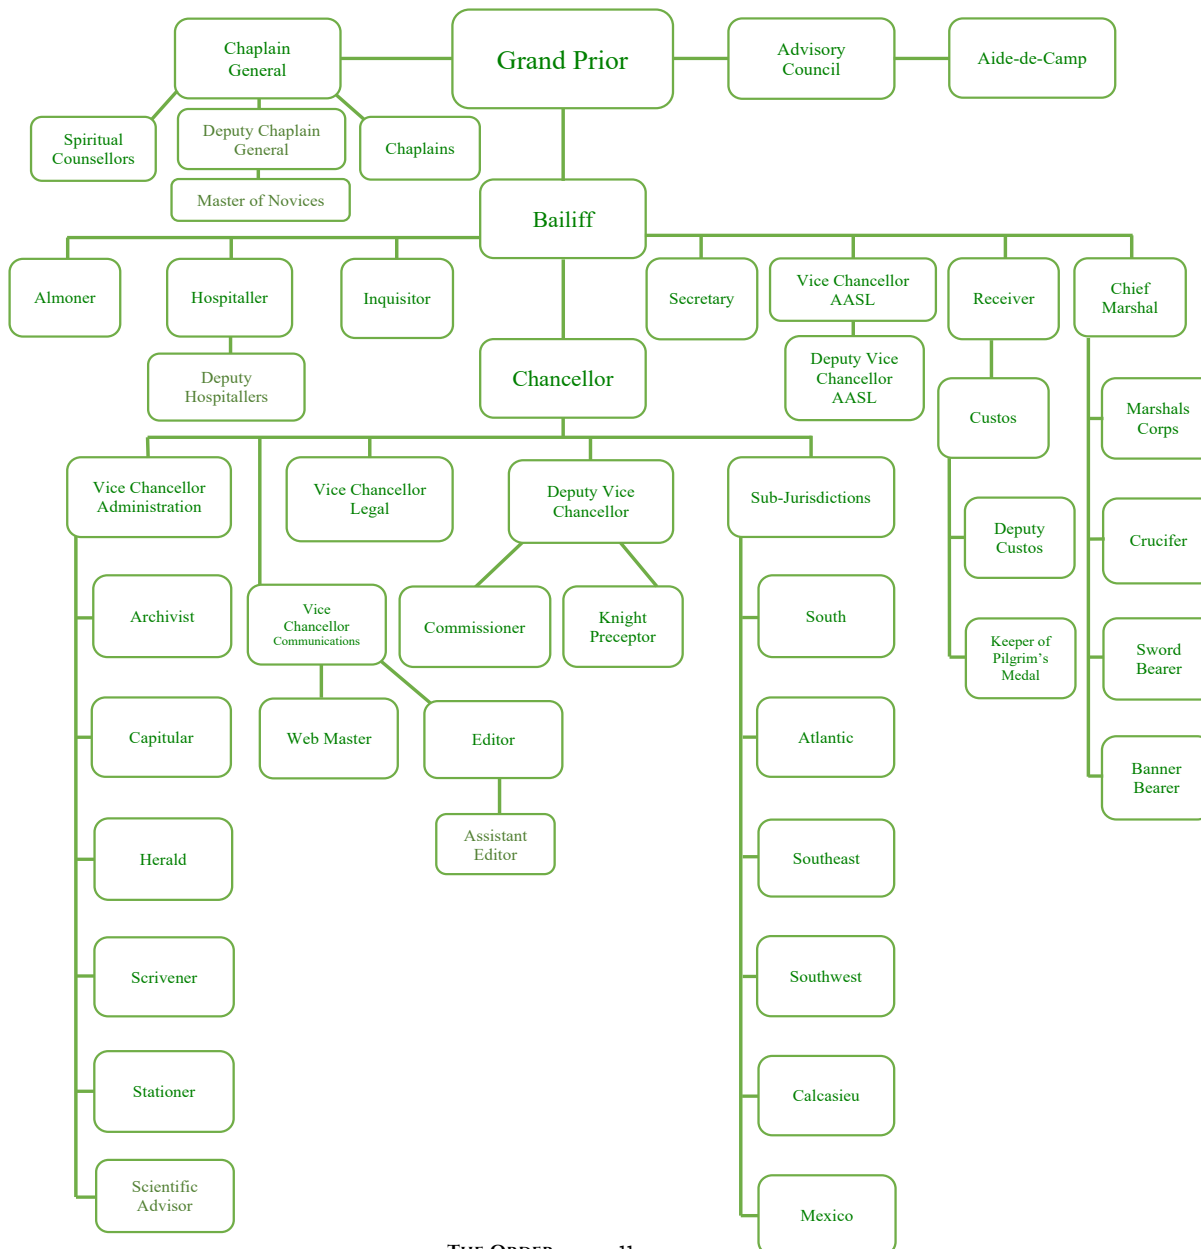 Chaplain
General
Grand Prior
Advisory
Council
Aide-de-Camp
Spiritual
Counsellors
Deputy Chaplain
General
Chaplains
Master of Novices
Bailiff
Almoner
Hospitaller
Inquisitor
Secretary
Vice Chancellor
AASL
Receiver
Chief
Marshal
Deputy
Hospitallers
Chancellor
Deputy Vice
Chancellor
AASL
Custos
Marshals
Corps
Vice Chancellor
Administration
Vice Chancellor
Legal
Deputy Vice
Chancellor
Sub-Jurisdictions
Deputy
Custos
Crucifer
Archivist
Vice
Chancellor
Communications
Commissioner
Knight
Preceptor
South
Keeper of
Pilgrim's
Medal
Sword
Bearer
Capitular
Web Master
Editor
Atlantic
Banner
Bearer
Herald
Assistant
Editor
Southeast
Scrivener
Southwest
Stationer
Calcasieu
Scientific
Advisor
Mexico
THE ORDER